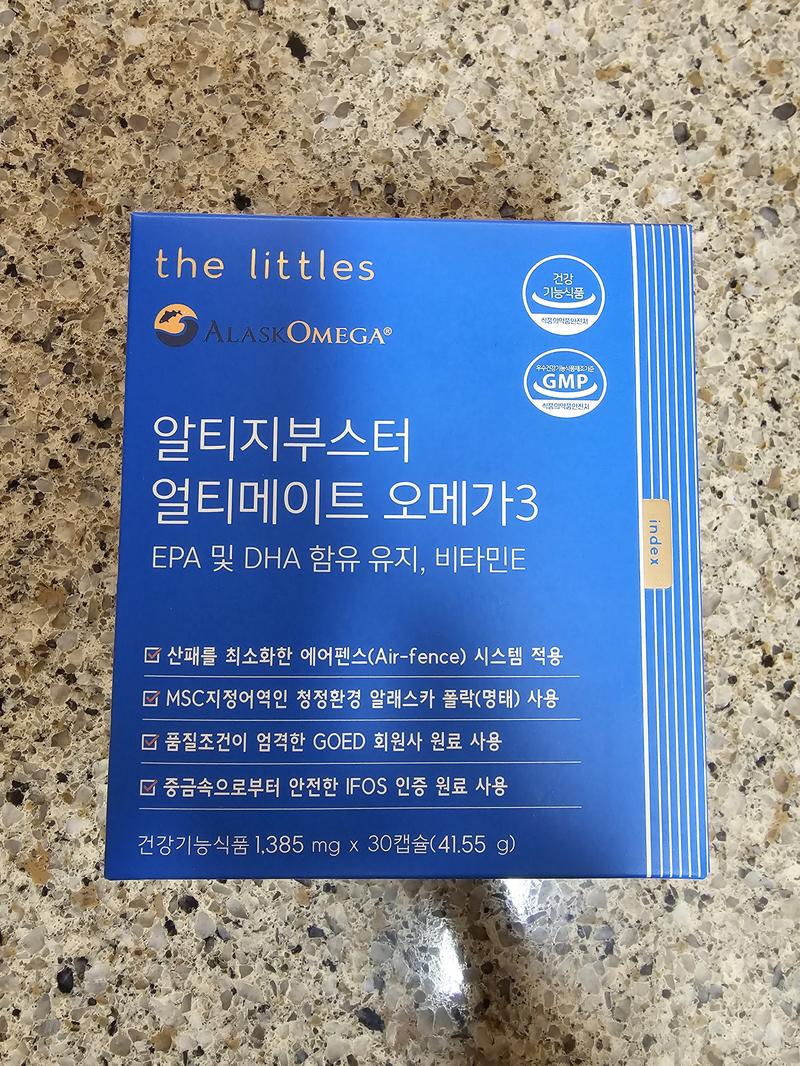 the littles
ALASKOMEGA®
건강
기능식품
식품의약품안전처
우수건강기능식품제조기준
GMP
식품의약품안전처
알티지부스터
얼티메이트 오메가3
EPA 및 DHA 함유 유지, 비타민E
index
산패를 최소화한 에어펜스(Air-fence) 시스템 적용
MSC지정어역인 청정환경 알래스카 폴락(명태) 사용
품질조건이 엄격한 GOED 회원사 원료 사용
중금속으로부터 안전한 IFOS 인증 원료 사용
건강기능식품 1,385 mg x 30캡슐(41.55 g)